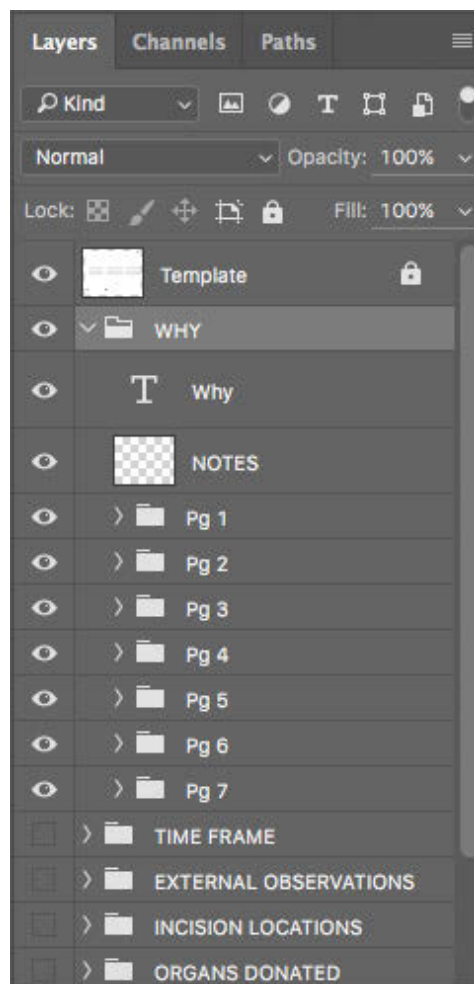 Layers Channels Paths
Kind T
Normal Opacity: 100%
Lock: Fill: 100%
Template
WHY
T Why
NOTES
Pg 1
Pg 2
Pg 3
Pg 4
Pg 5
Pg 6
Pg 7
TIME FRAME
EXTERNAL OBSERVATIONS
INCISION LOCATIONS
ORGANS DONATED